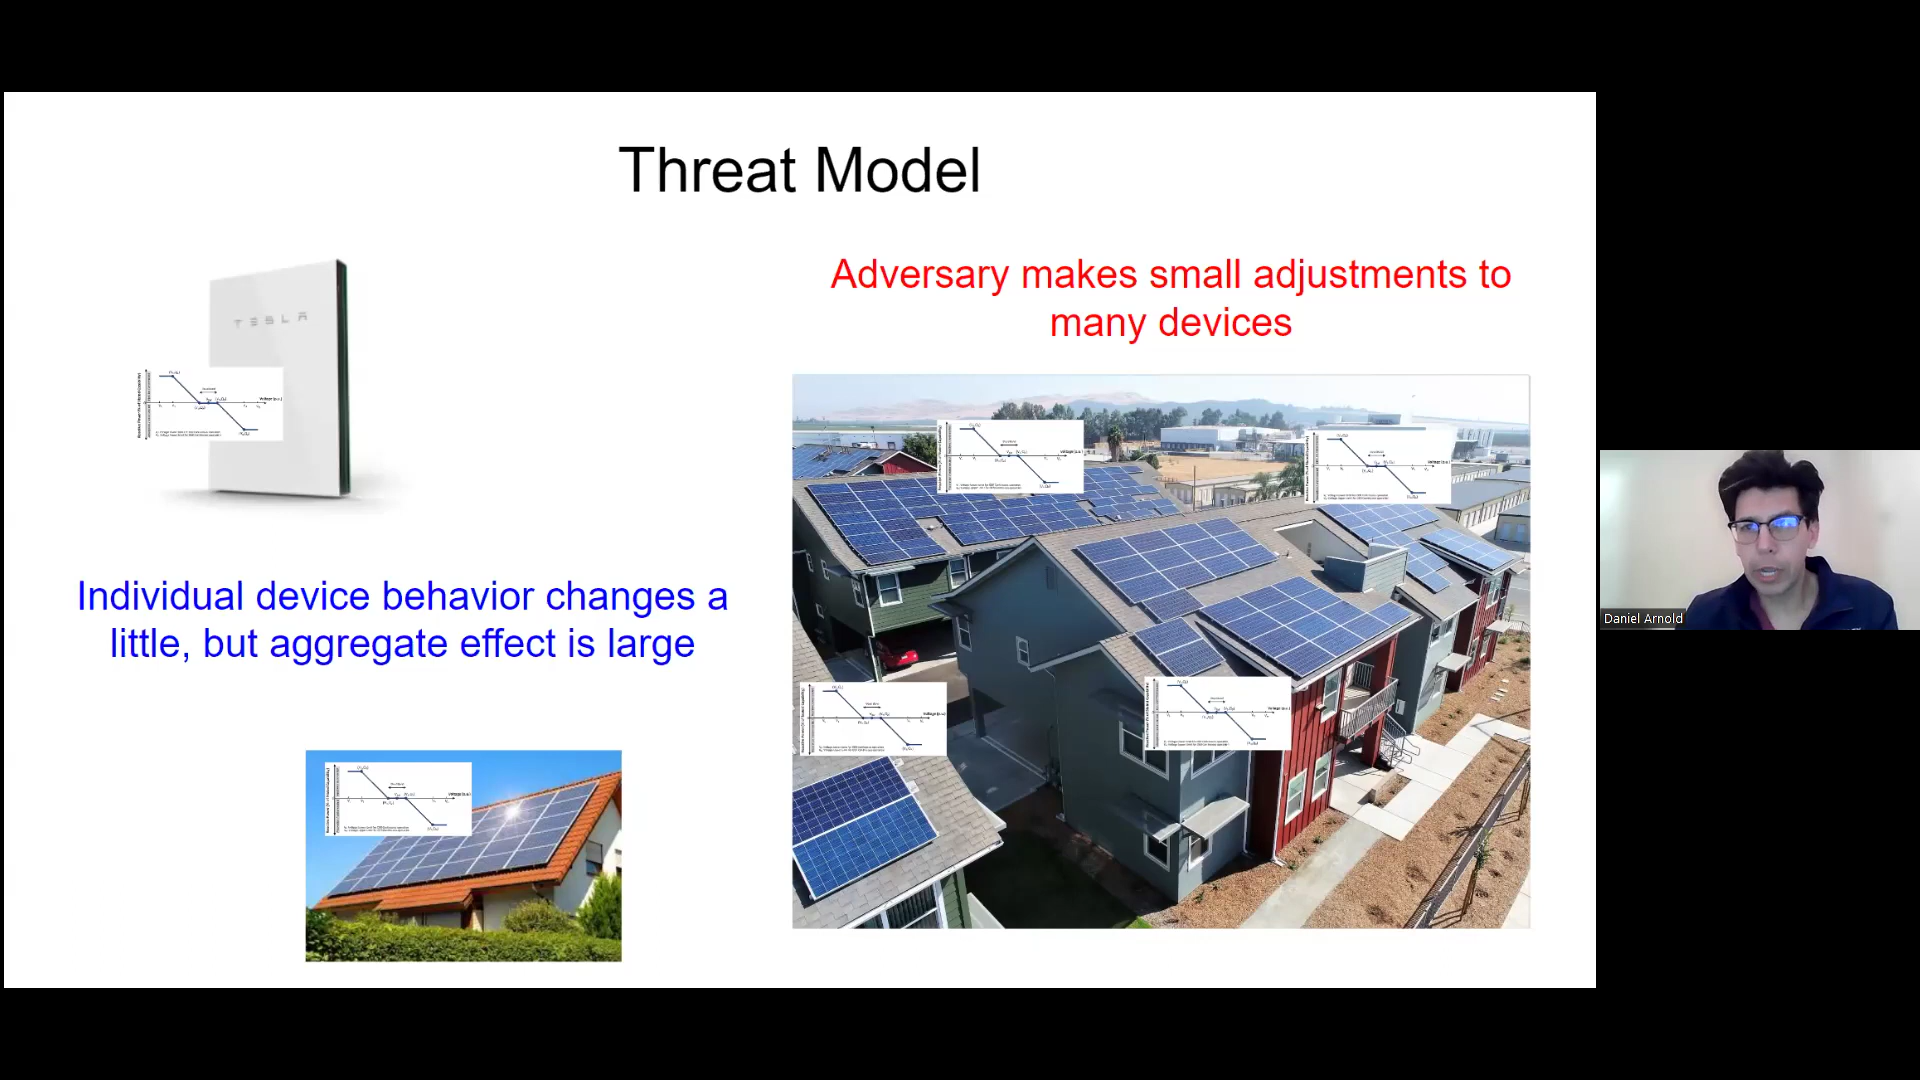 Threat Model
Adversary makes small adjustments to
many devices
TESLA
Individual device behavior changes a
little, but aggregate effect is large
Daniel Arnold